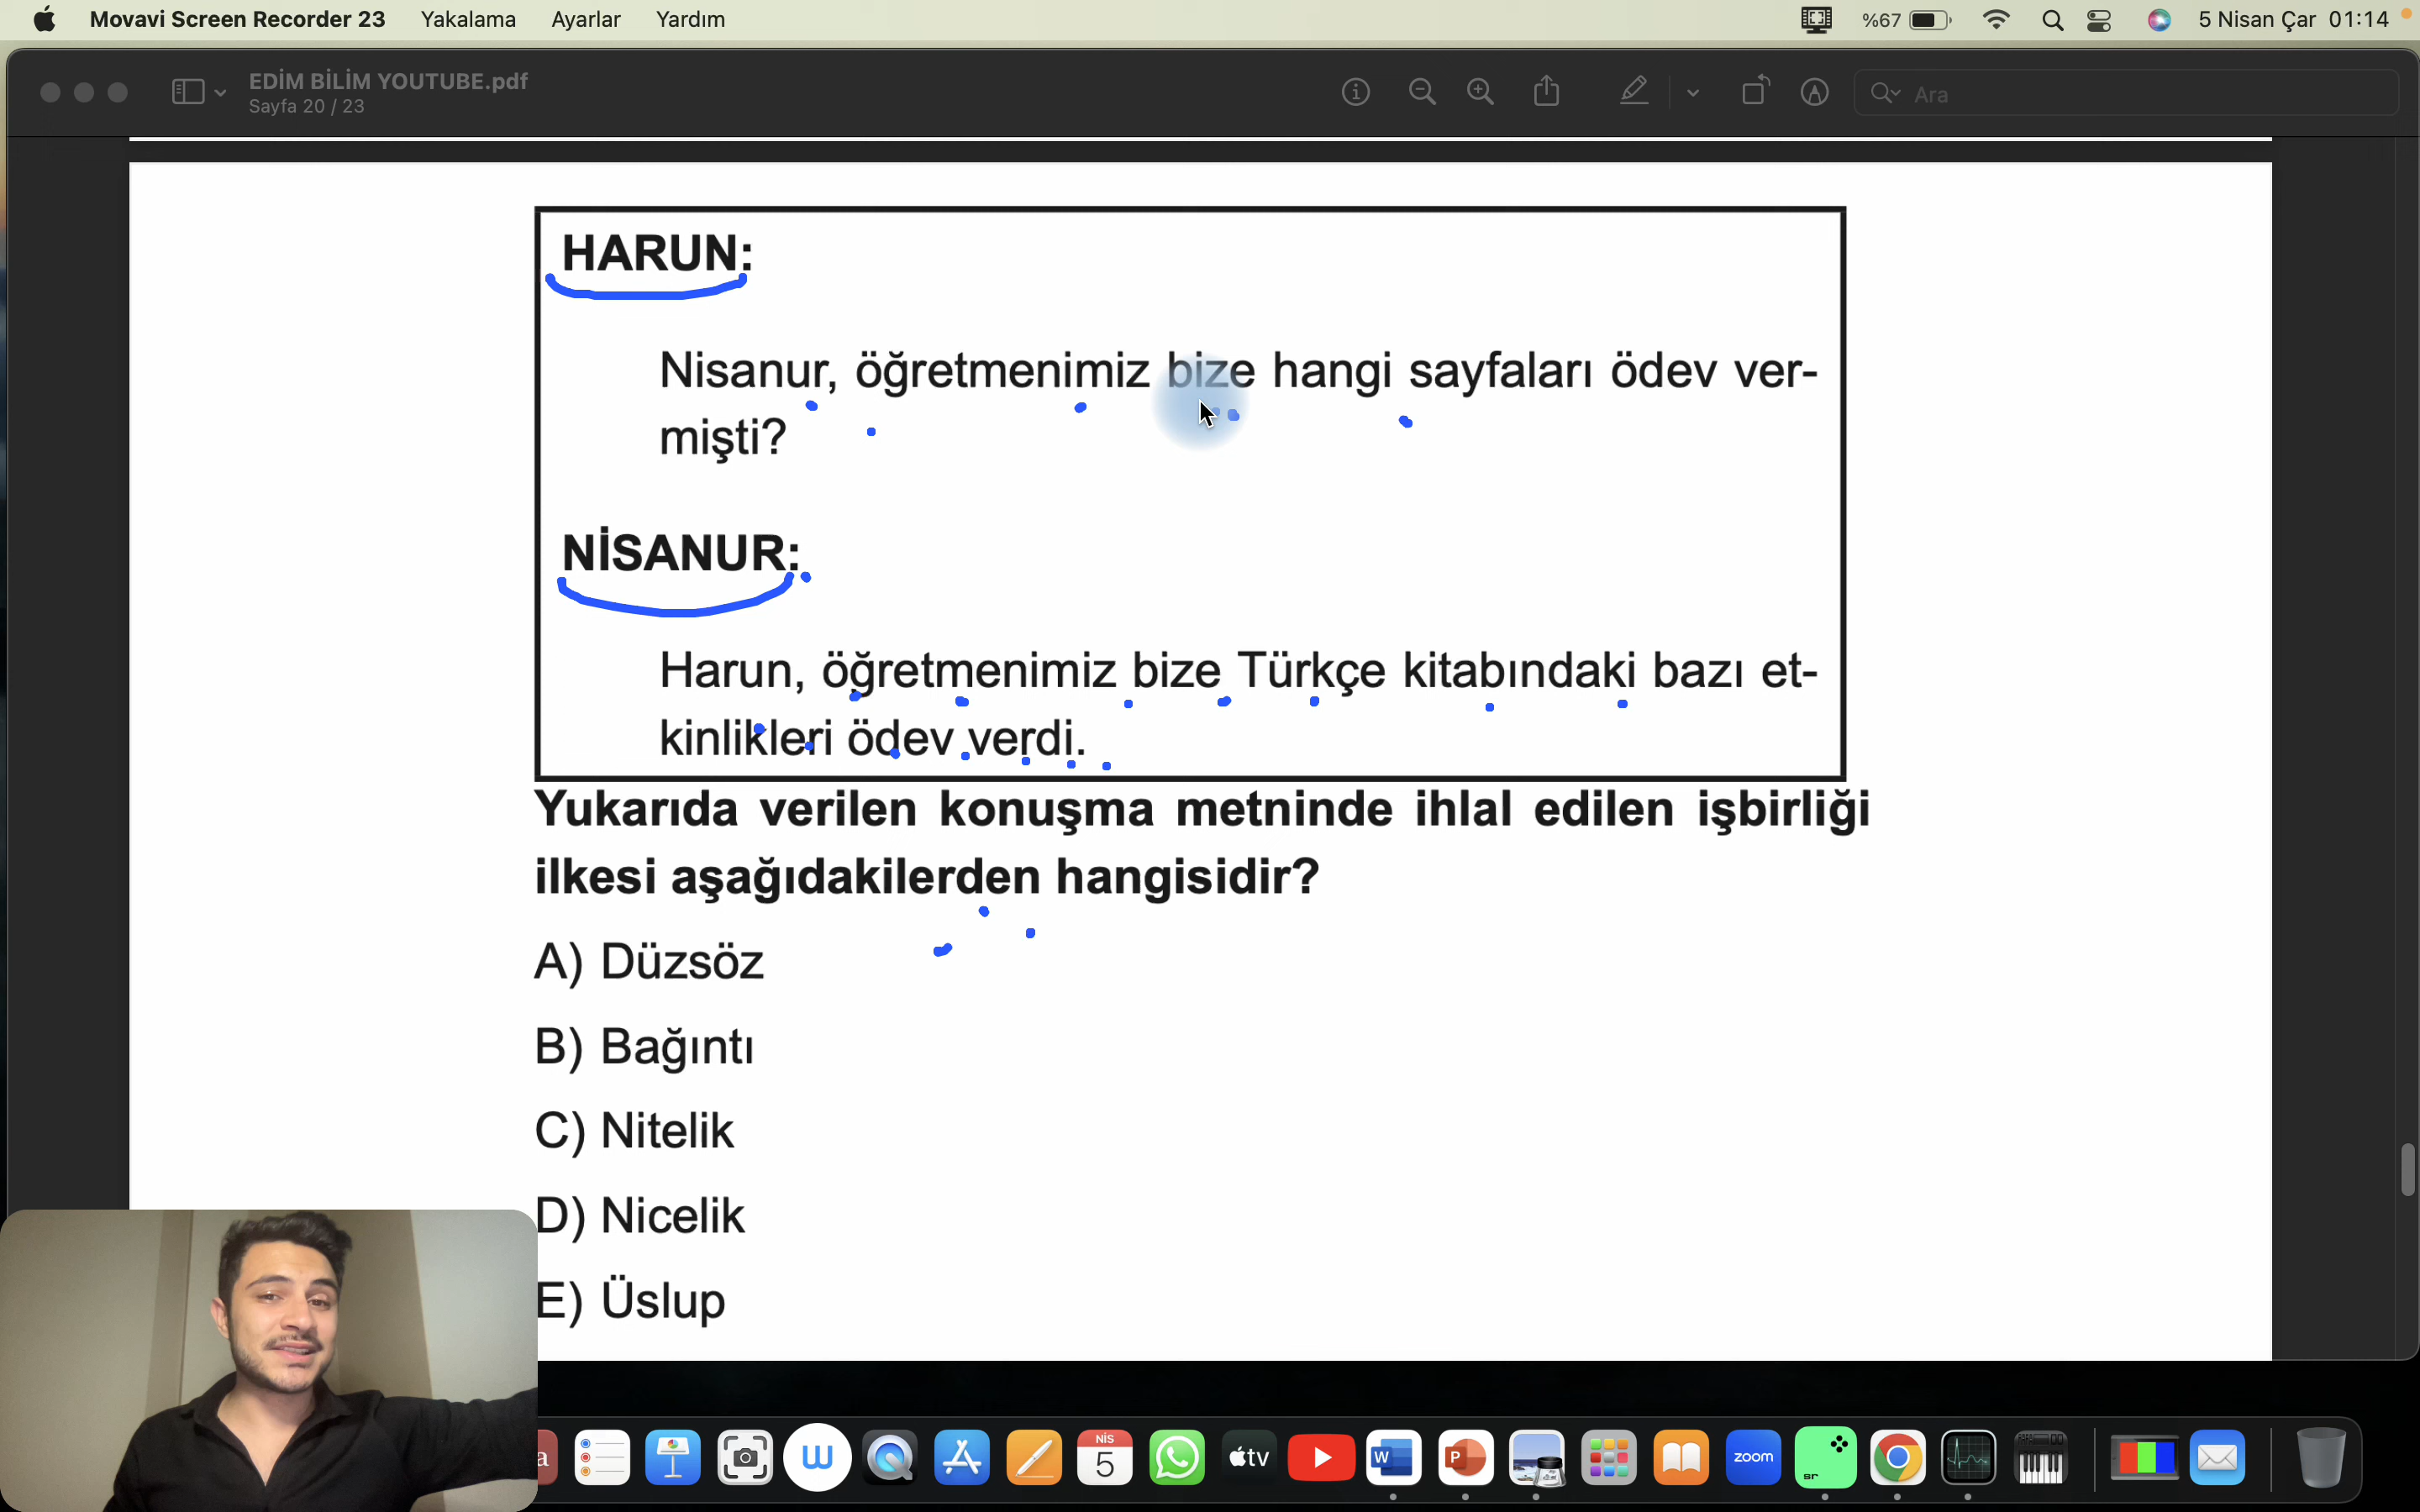 Movavi Screen Recorder 23 Yakalama Ayarlar Yardım %67 5 Nisan Çar 01:14
EDİM BİLİM YOUTUBE.pdf
Sayfa 20 / 23
Ara
HARUN:
Nisanur, öğretmenimiz bize hangi sayfaları ödev ver-
mişti?
NİSANUR:
Harun, öğretmenimiz bize Türkçe kitabındaki bazı et-
kinlikleri ödev verdi.
Yukarıda verilen konuşma metninde ihlal edilen işbirliği
ilkesi aşağıdakilerden hangisidir?
A) Düzsöz
B) Bağıntı
C) Nitelik
D) Nicelik
E) Üslup
a W NİS 5 tv W P zoom sr